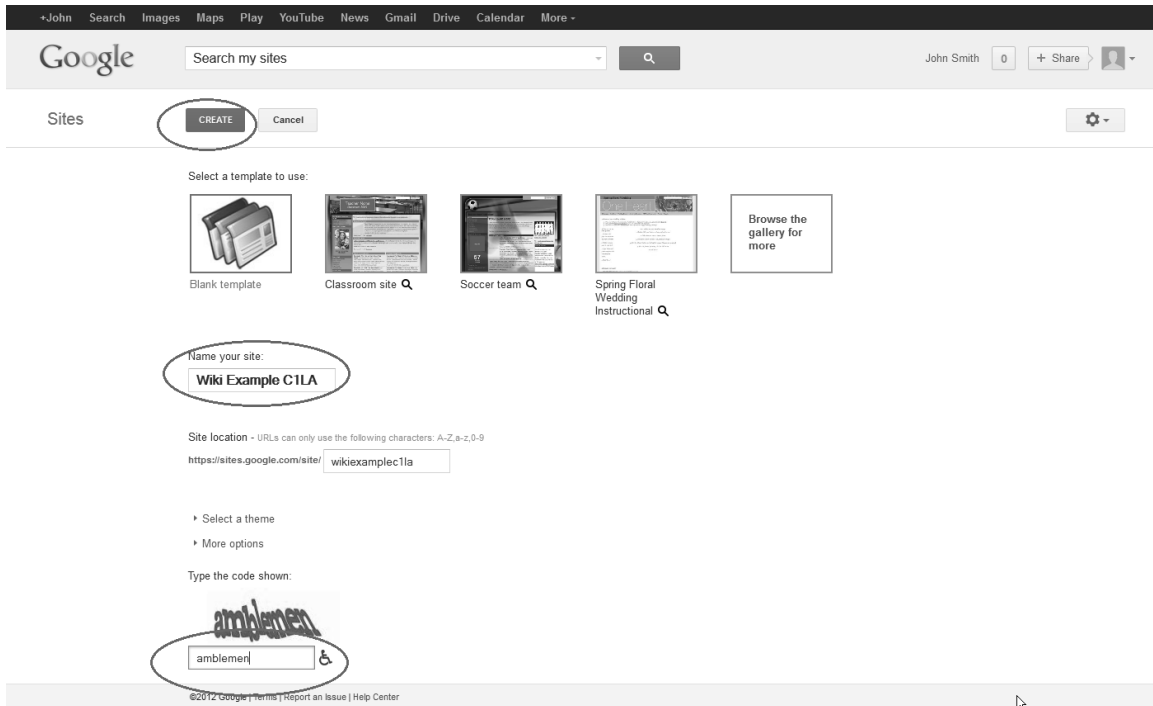 +John Search Images Maps Play YouTube News Gmail Drive Calendar More
Google Search my sites John Smith 0 + Share
Sites CREATE Cancel
Select a template to use:
Browse the
gallery for
more
Blank template Classroom site Soccer team Spring Floral
Wedding
Instructional
Name your site:
Wiki Example C1LA
Site location - URLs can only use the following characters: A-Z,a-z,0-9
https://sites.google.com/site/ wikiexamplec1la
Select a theme
More options
Type the code shown:
amblemen
amblemen
©2012 Google | Terms | Report an Issue | Help Center